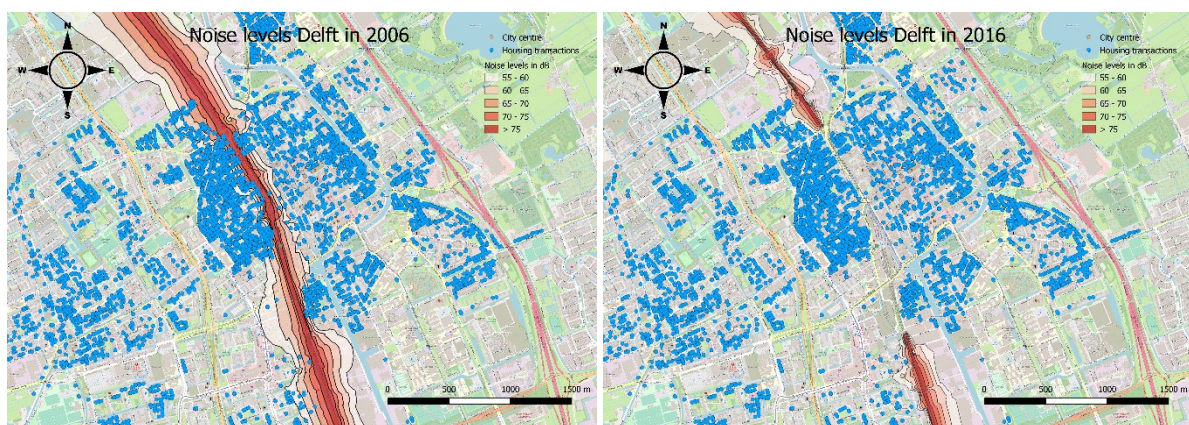 Noise levels Delft in 2006
N
W
E
S
City centre
Housing transactions
Noise levels in dB
55 - 60
60 - 65
65 - 70
70 - 75
> 75
0
500
1000
1500 m
Noise levels Delft in 2016
N
W
E
S
City centre
Housing transactions
Noise levels in dB
55 - 60
60 - 65
65 - 70
70 - 75
> 75
0
500
1000
1500 m